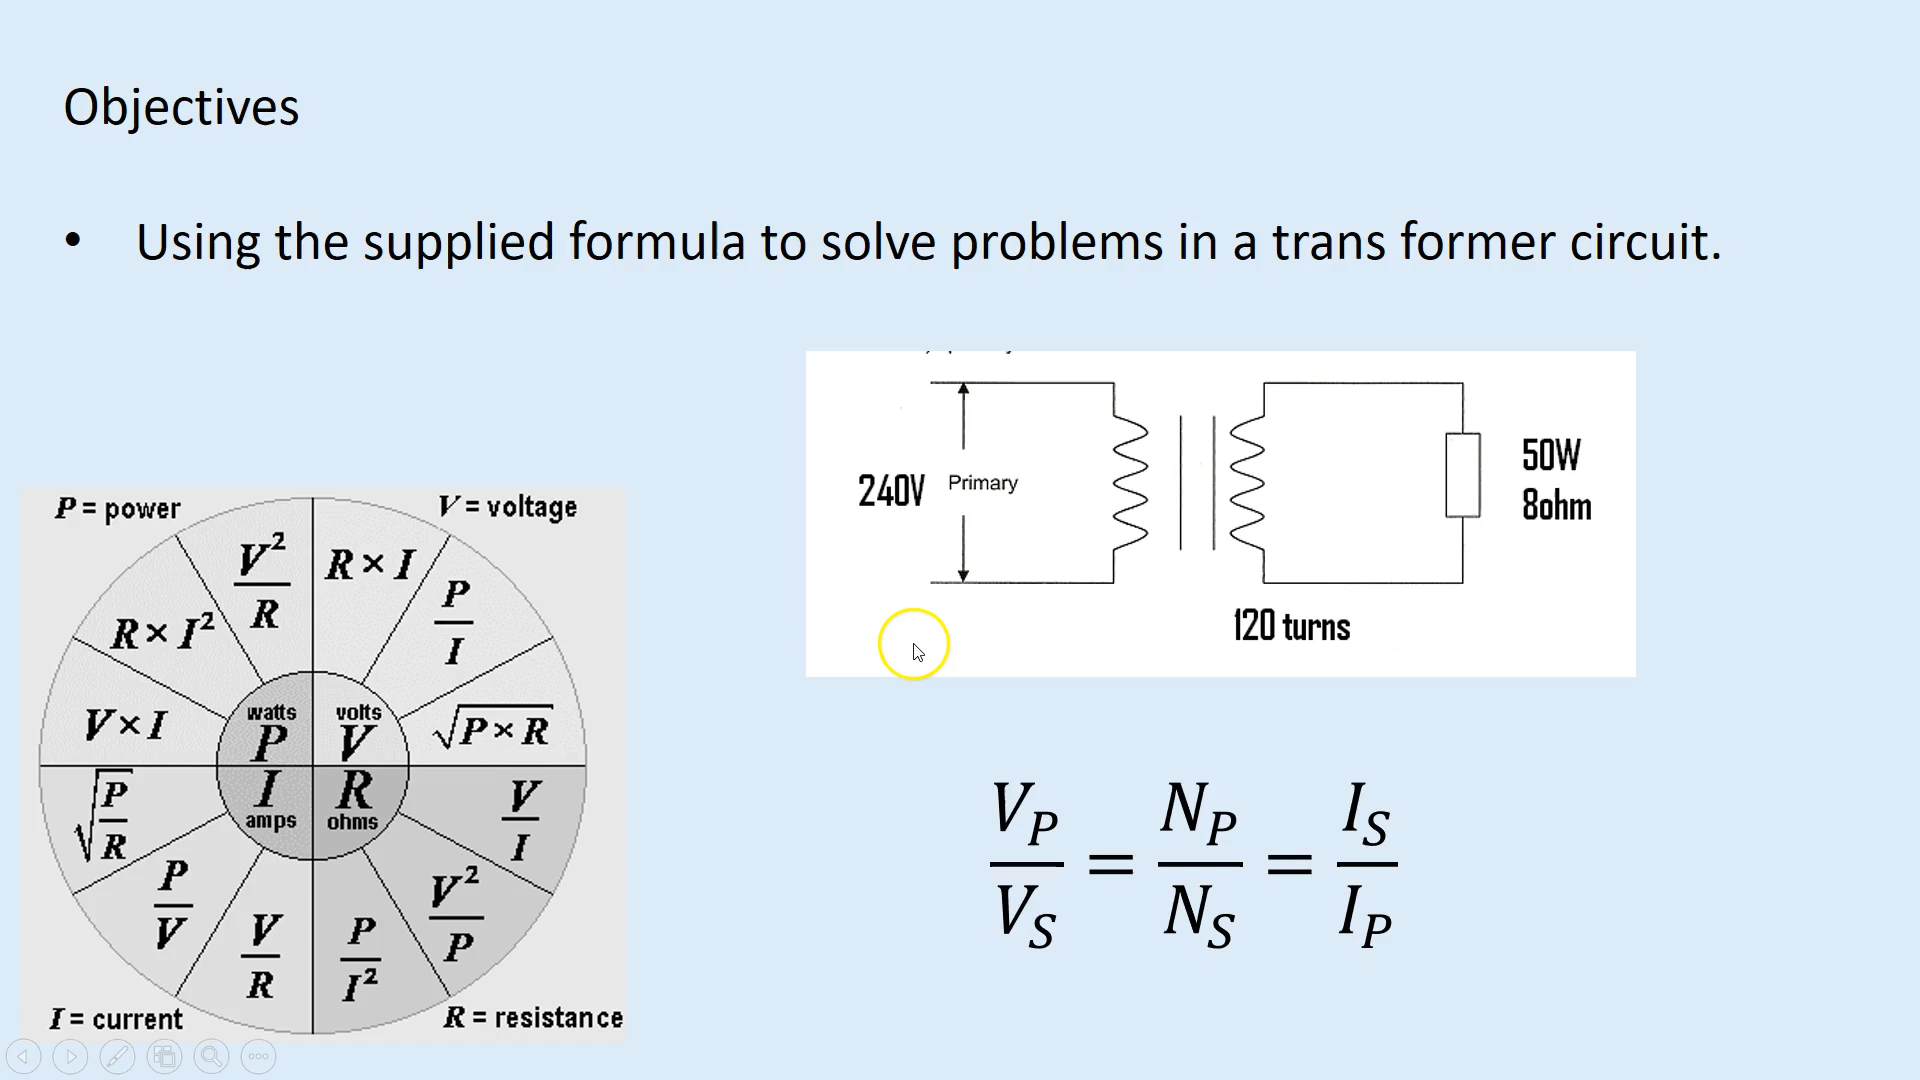 Objectives
• Using the supplied formula to solve problems in a trans former circuit.
240V
Primary
50W
8ohm
120 turns
P = power
V = voltage
V²/R
R × I
P/I
R × I²
V × I
√(P × R)
watts
P
volts
V
I
amps
R
ohms
√(P/R)
V/I
P/V
V²/P
V/R
P/I²
I = current
R = resistance
V_P/V_S = N_P/N_S = I_S/I_P